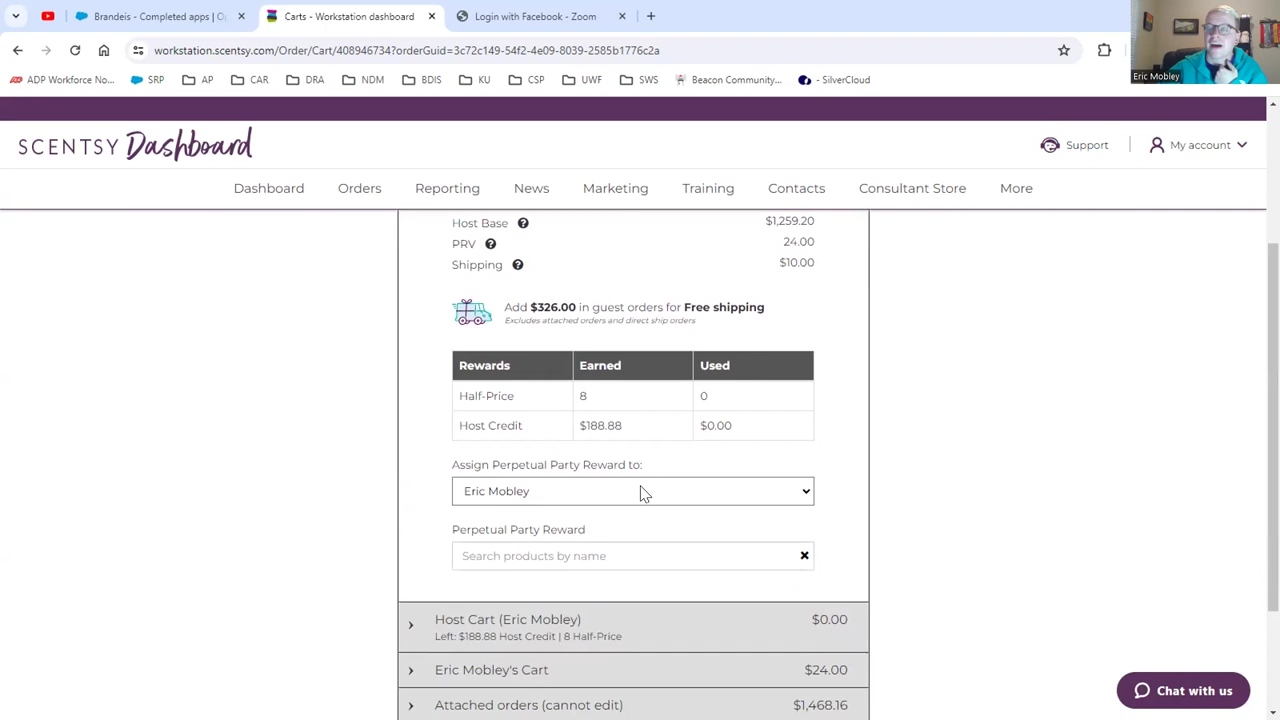 Brandeis - Completed apps | O
Carts - Workstation dashboard
Login with Facebook - Zoom
workstation.scentsy.com/Order/Cart/408946734?orderGuid=3c72c149-54f2-4e09-8039-2585b1776c2a
ADP Workforce No...
SRP
AP
CAR
DRA
NDM
BDIS
KU
CSP
UWF
SWS
Beacon Community...
- SilverCloud
Eric Mobley
SCENTSY Dashboard
Support
My account
Dashboard
Orders
Reporting
News
Marketing
Training
Contacts
Consultant Store
More
Host Base ? $1,259.20
PRV ? 24.00
Shipping ? $10.00
Add $326.00 in guest orders for Free shipping
Excludes attached orders and direct ship orders
Rewards Earned Used
Half-Price 8 0
Host Credit $188.88 $0.00
Assign Perpetual Party Reward to:
Eric Mobley
Perpetual Party Reward
Search products by name
Host Cart (Eric Mobley) $0.00
Left: $188.88 Host Credit | 8 Half-Price
Eric Mobley's Cart $24.00
Attached orders (cannot edit) $1,468.16
Chat with us